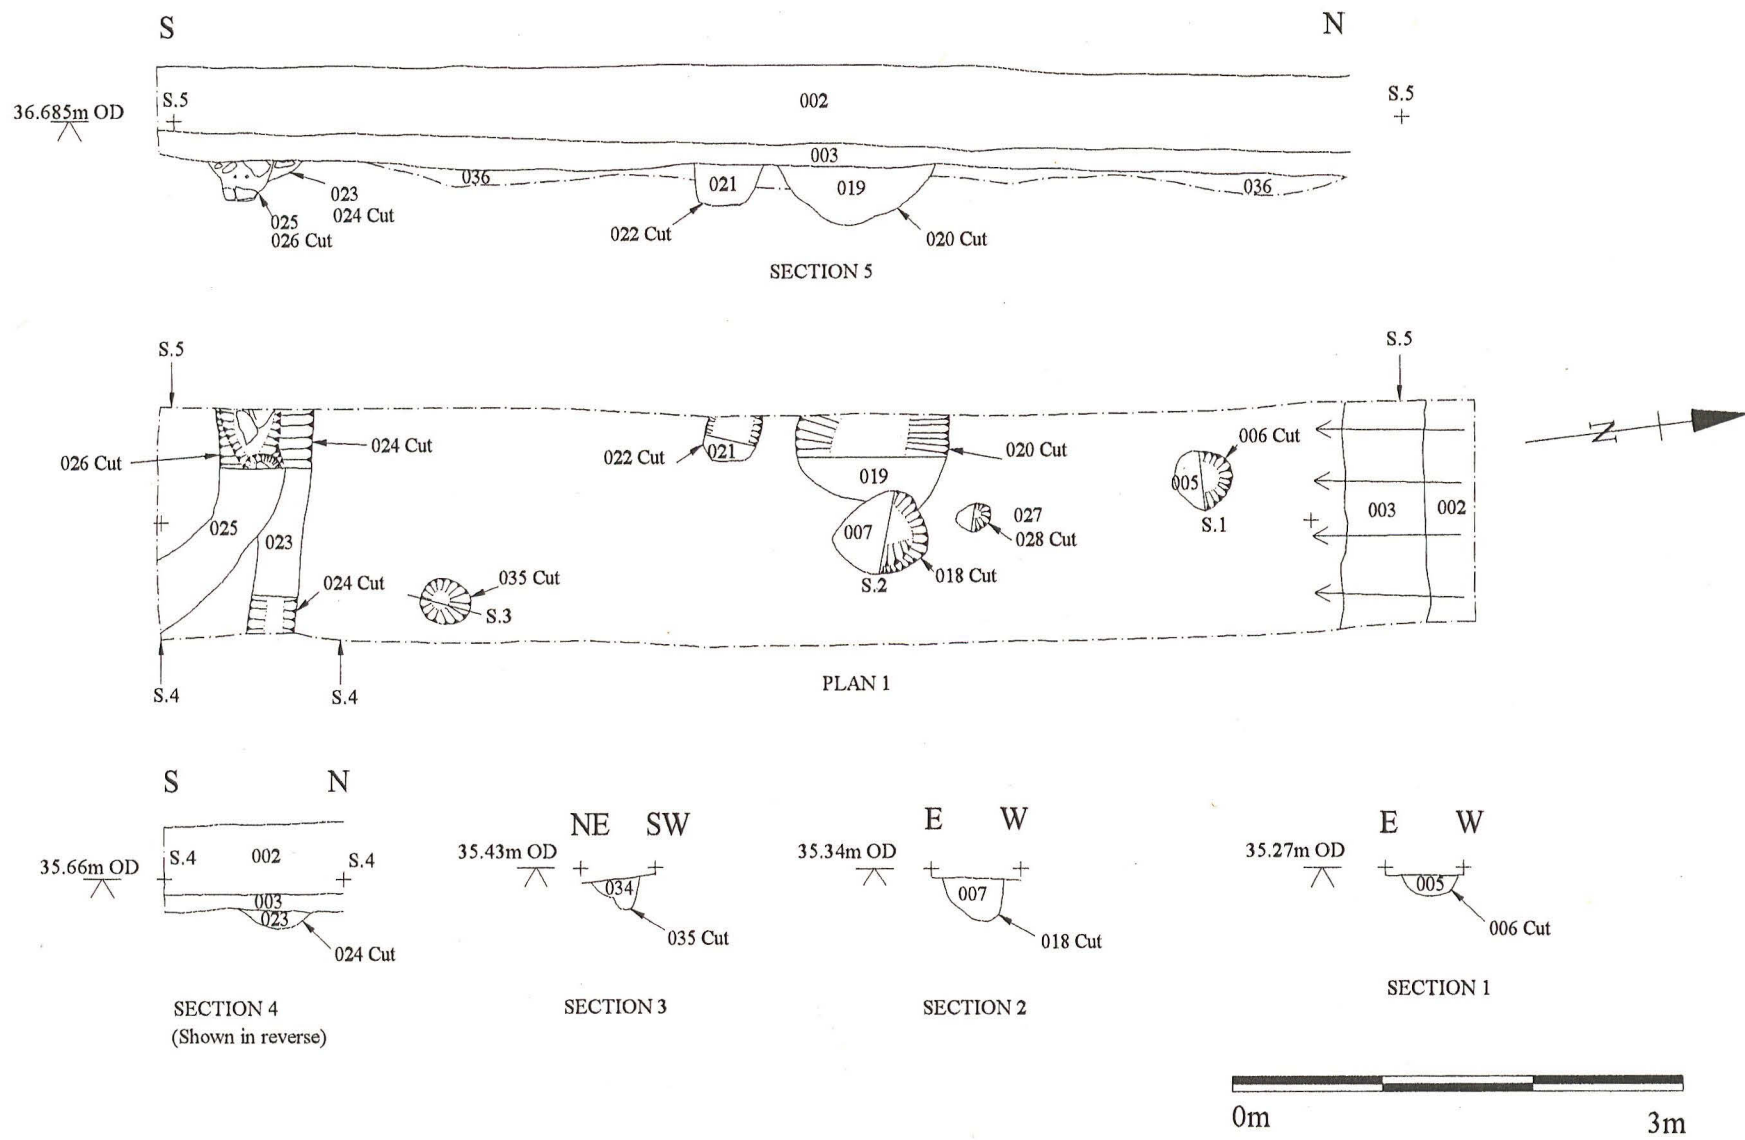 S
N
36.685m OD
S.5
002
S.5
003
036
023
024 Cut
025
026 Cut
021
019
036
022 Cut
020 Cut
SECTION 5
S.5
S.5
N
026 Cut
024 Cut
022 Cut
021
020 Cut
019
006 Cut
005
S.1
003
002
025
023
007
027
028 Cut
018 Cut
S.2
024 Cut
035 Cut
S.3
S.4
S.4
PLAN 1
S
N
35.66m OD
S.4
002
S.4
003
023
024 Cut
SECTION 4
(Shown in reverse)
NE
SW
35.43m OD
034
035 Cut
SECTION 3
E
W
35.34m OD
007
018 Cut
SECTION 2
E
W
35.27m OD
005
006 Cut
SECTION 1
0m
3m